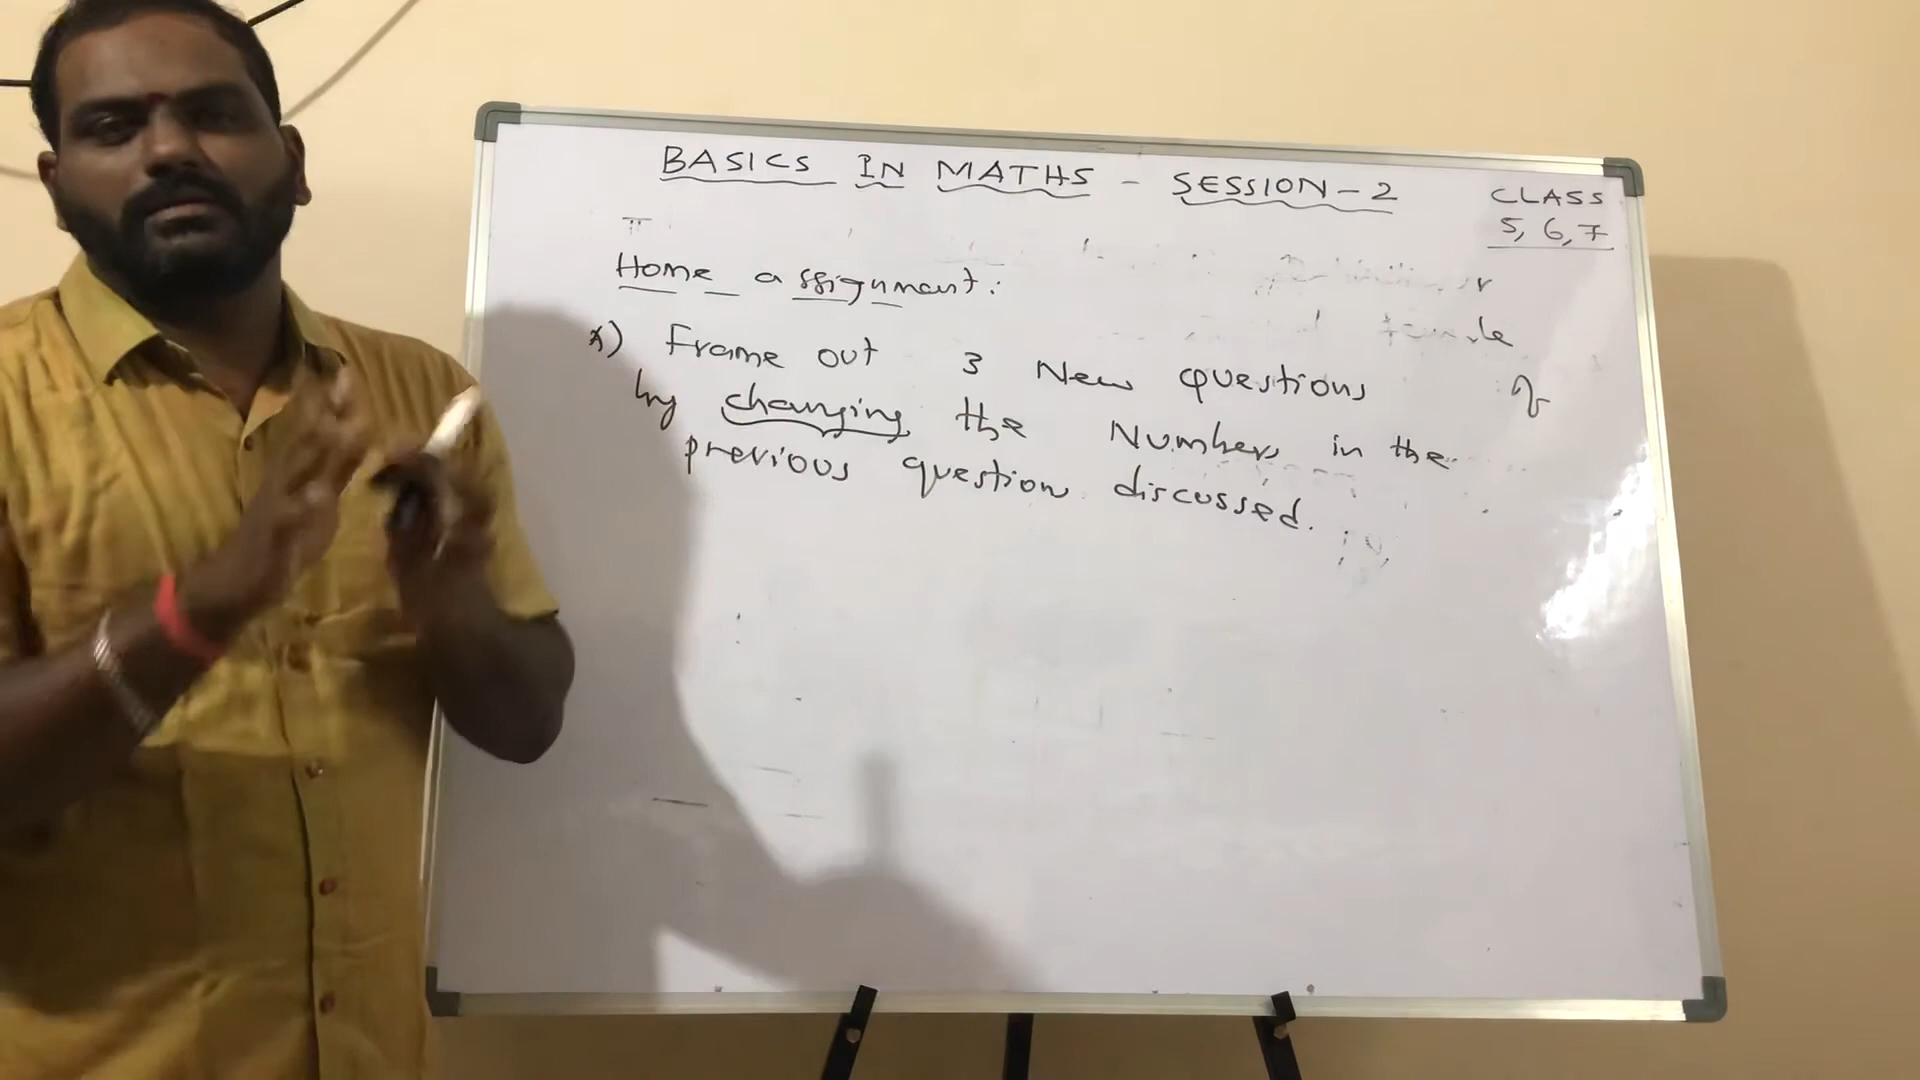 BASICS IN MATHS - SESSION - 2
CLASS
5, 6, 7
Home assignment:
*) Frame out 3 New questions
by changing the Numbers in the
previous question discussed.